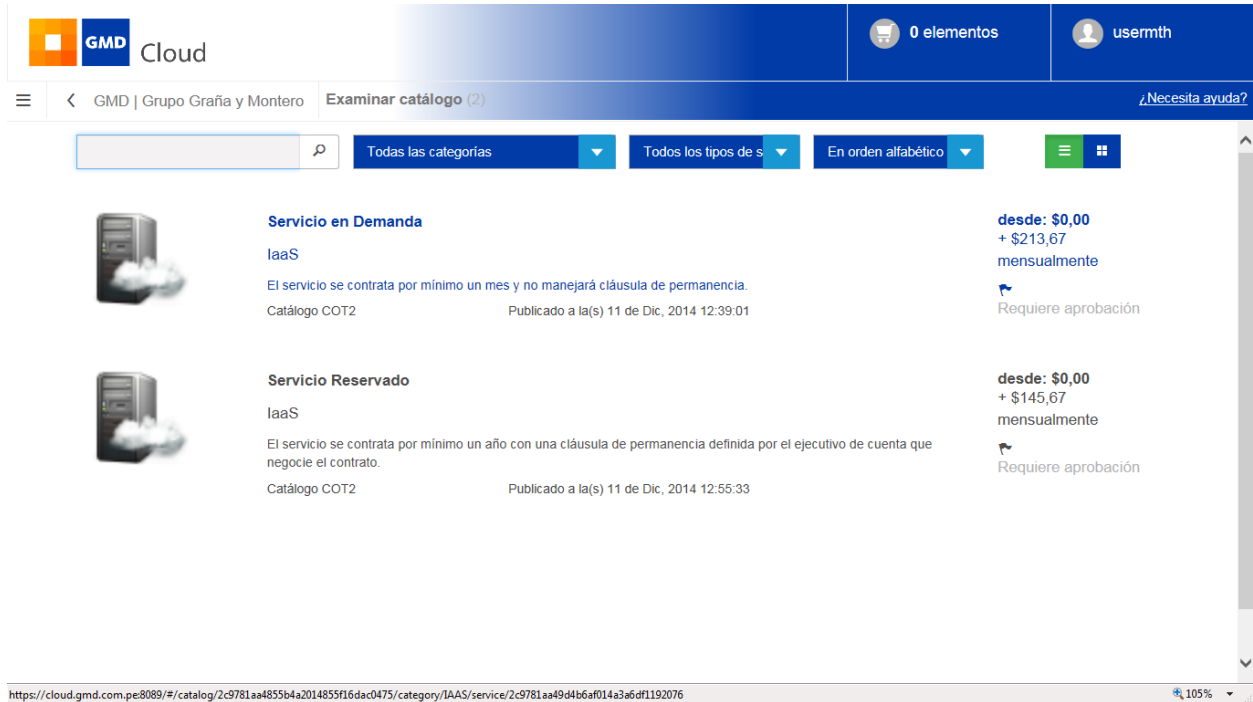 GMD
Cloud
0 elementos
usermth
GMD | Grupo Graña y Montero
Examinar catálogo (2)
¿Necesita ayuda?
Todas las categorías
Todos los tipos de s
En orden alfabético
Servicio en Demanda
desde: $0,00
+ $213,67
IaaS
mensualmente
El servicio se contrata por mínimo un mes y no manejará cláusula de permanencia.
Catálogo COT2
Publicado a la(s) 11 de Dic, 2014 12:39:01
Requiere aprobación
Servicio Reservado
desde: $0,00
+ $145,67
IaaS
mensualmente
El servicio se contrata por mínimo un año con una cláusula de permanencia definida por el ejecutivo de cuenta que
negocie el contrato.
Requiere aprobación
Catálogo COT2
Publicado a la(s) 11 de Dic, 2014 12:55:33
https://cloud.gmd.com.pe:8089/#/catalog/2c9781aa4855b4a2014855f16dac0475/category/IAAS/service/2c9781aa49d4b6af014a3a6df1192076
105%